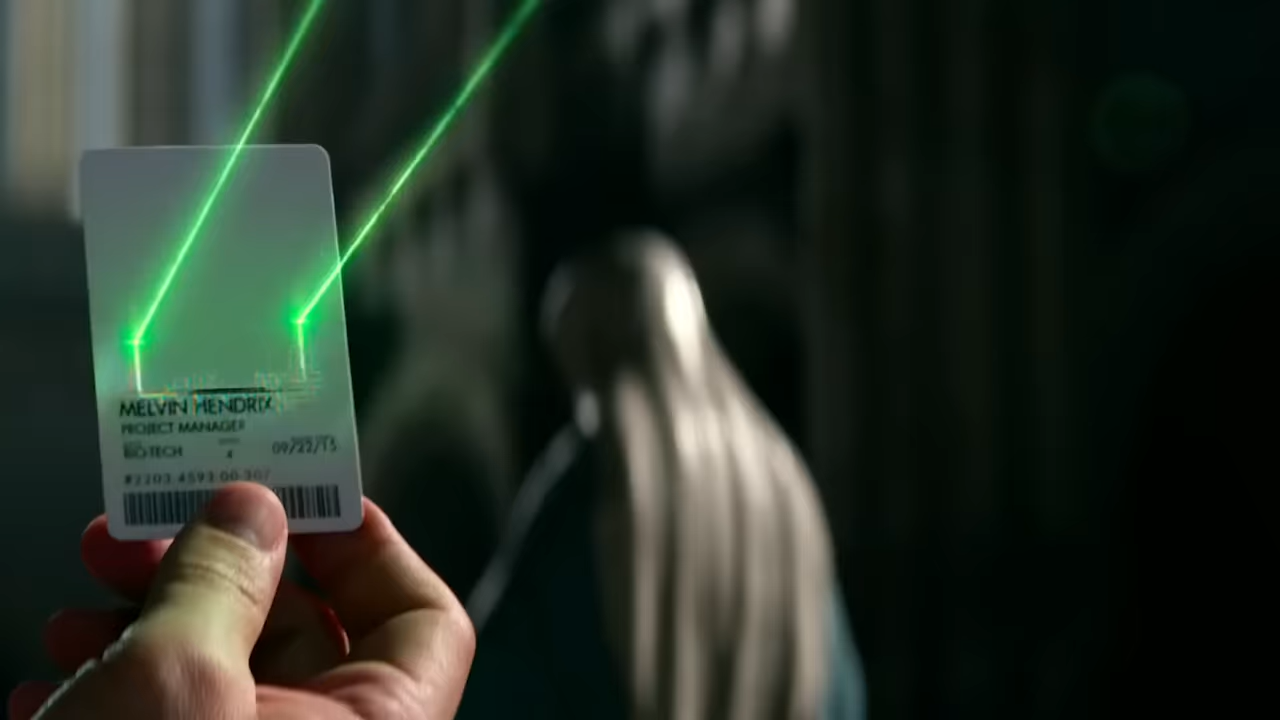 MELVIN HENDRIX
PROJECT MANAGER
BIO-TECH 4 09/22/15
#2203 4593 00-307